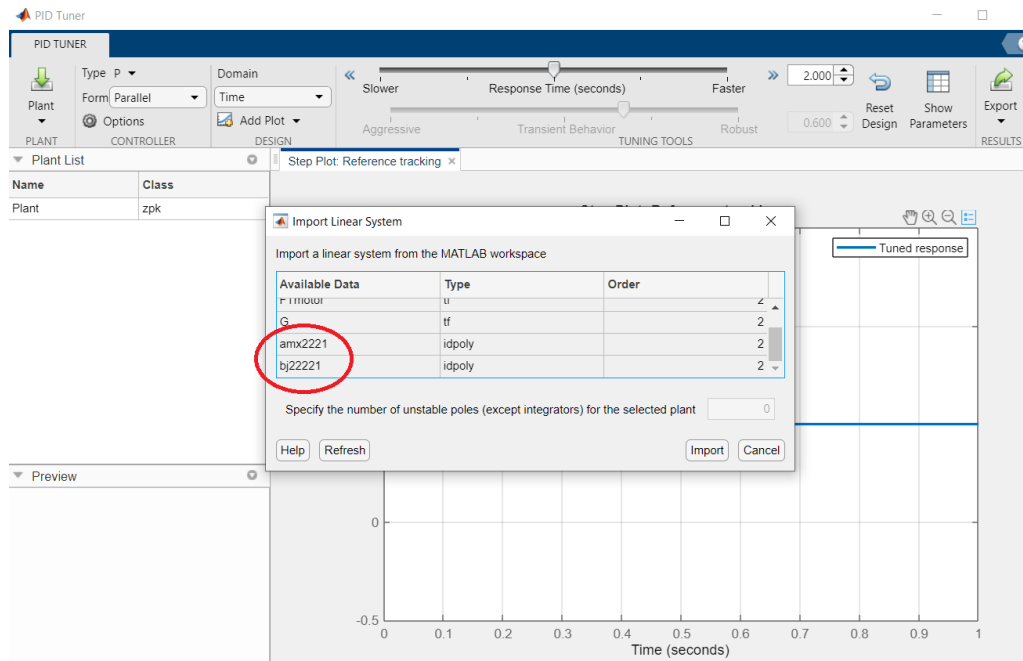 PID Tuner
PID TUNER
Plant
PLANT
Type P
Form Parallel
Options
CONTROLLER
Domain
Time
Add Plot
DESIGN
Slower Response Time (seconds) Faster
2.000
Aggressive Transient Behavior Robust
0.600
TUNING TOOLS
Reset Design
Show Parameters
Export
RESULTS
Plant List
Name Class
Plant zpk
Preview
Step Plot: Reference tracking
Tuned response
Import Linear System
Import a linear system from the MATLAB workspace
Available Data Type Order
FTmotor tf 2
G tf 2
amx2221 idpoly 2
bj22221 idpoly 2
Specify the number of unstable poles (except integrators) for the selected plant 0
Help Refresh Import Cancel
0
-0.5
0 0.1 0.2 0.3 0.4 0.5 0.6 0.7 0.8 0.9 1
Time (seconds)